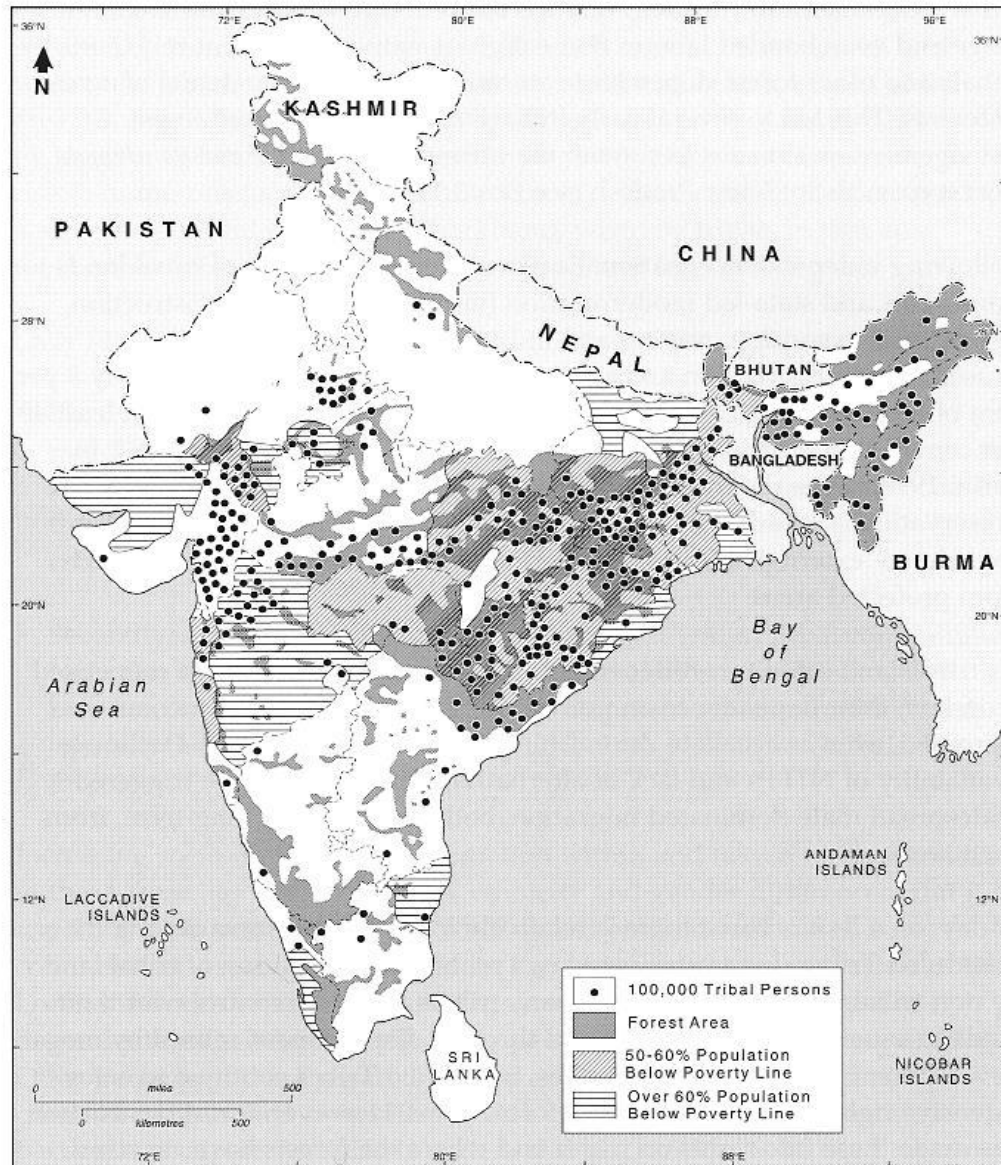 72°E
80°E
88°E
96°E
36°N
36°N
N
KASHMIR
PAKISTAN
CHINA
28°N
28°N
NEPAL
BHUTAN
BANGLADESH
BURMA
20°N
20°N
Arabian
Sea
Bay
of
Bengal
ANDAMAN
ISLANDS
LACCADIVE
ISLANDS
12°N
12°N
NICOBAR
ISLANDS
SRI
LANKA
100,000 Tribal Persons
Forest Area
50-60% Population
Below Poverty Line
Over 60% Population
Below Poverty Line
0 miles 500
0 kilometres 500
72°E
80°E
88°E
96°E